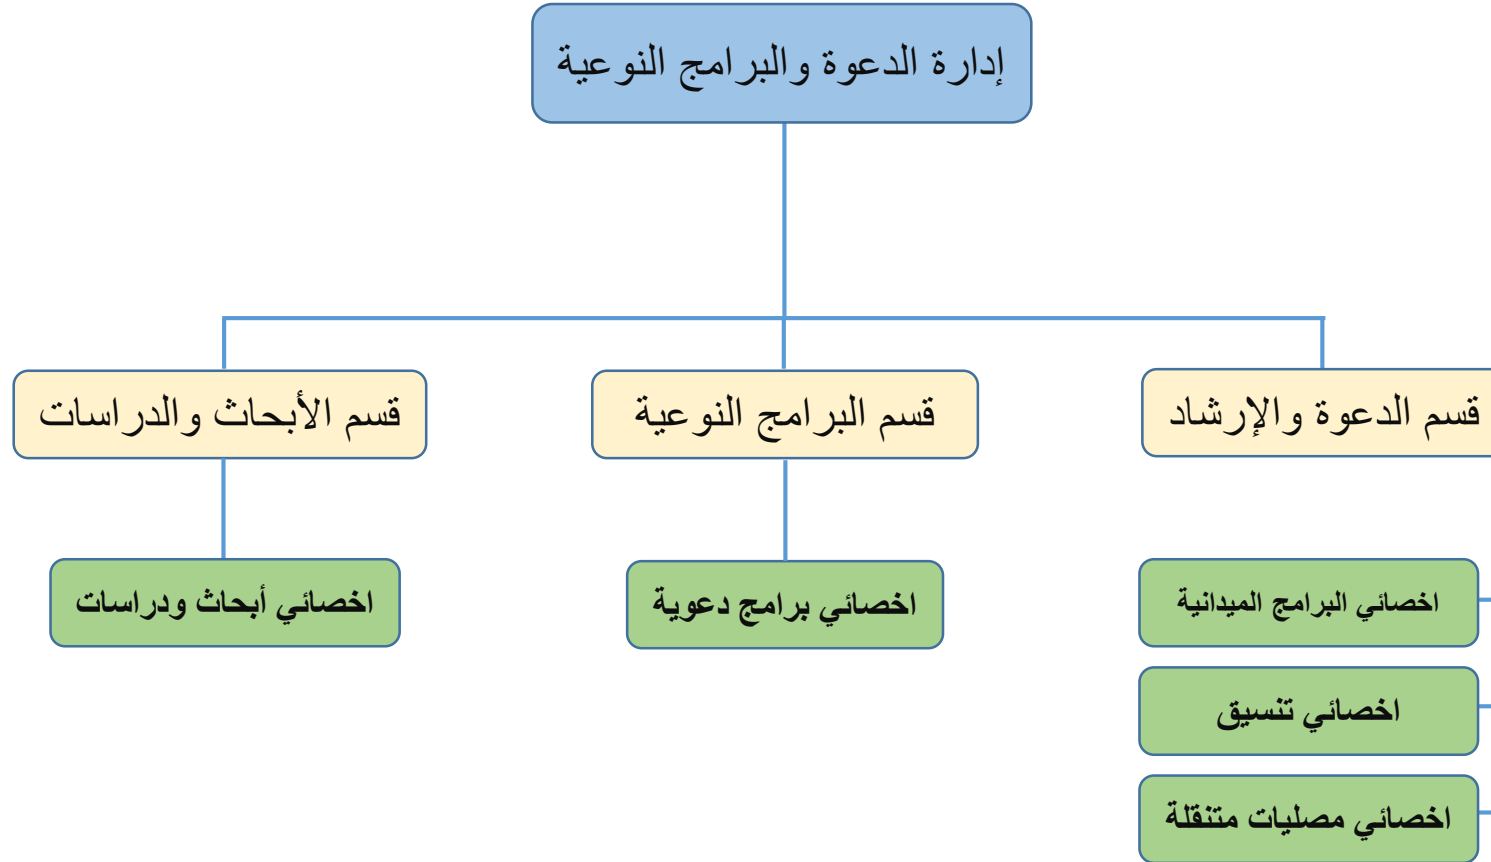 إدارة الدعوة والبرامج النوعية
قسم الدعوة والإرشاد
قسم البرامج النوعية
قسم الأبحاث والدراسات
اخصائي البرامج الميدانية
اخصائي برامج دعوية
اخصائي أبحاث ودراسات
اخصائي تنسيق
اخصائي مصليات متنقلة